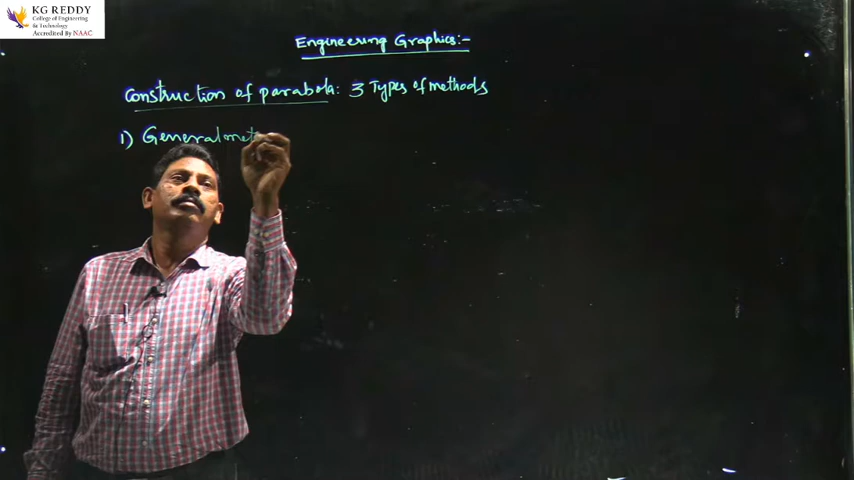 KG REDDY
College of Engineering
& Technology
Accredited By NAAC
Engineering Graphics:-
Construction of parabola: 3 Types of methods
1) General met